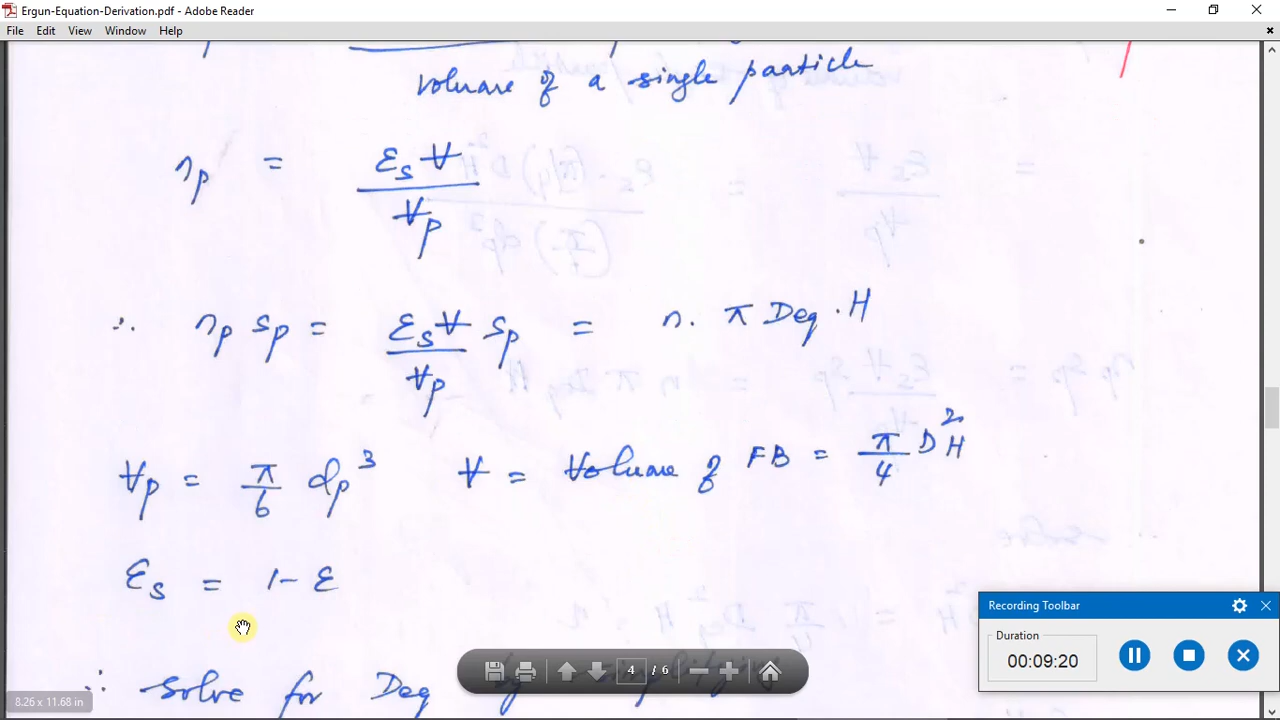 Ergun-Equation-Derivation.pdf - Adobe Reader
File Edit View Window Help
volume of a single particle
np = εs V / Vp
∴ np sp = εs V / Vp sp = n. π Deq . H
Vp = π/6 dp³ V = Volume of FB = π/4 D²H
εs = 1-ε
∴ solve for Deq
4 / 6
8.26 x 11.68 in
Recording Toolbar
Duration
00:09:20